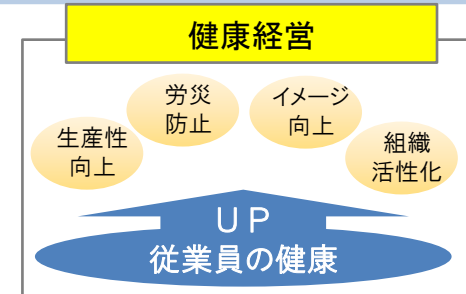 健康経営
生産性
向上
労災
防止
イメージ
向上
組織
活性化
ＵＰ
従業員の健康